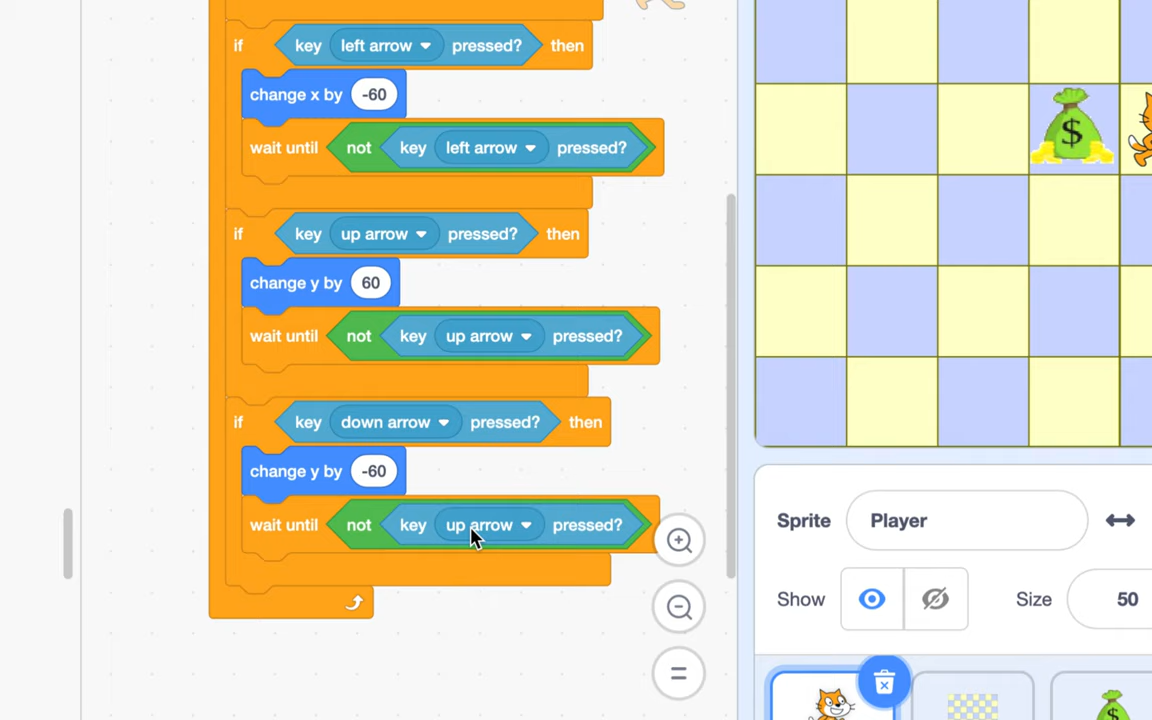 if key left arrow pressed? then
change x by -60
wait until not key left arrow pressed?
if key up arrow pressed? then
change y by 60
wait until not key up arrow pressed?
if key down arrow pressed? then
change y by -60
wait until not key up arrow pressed?
$
Sprite Player
Show Size 50
$